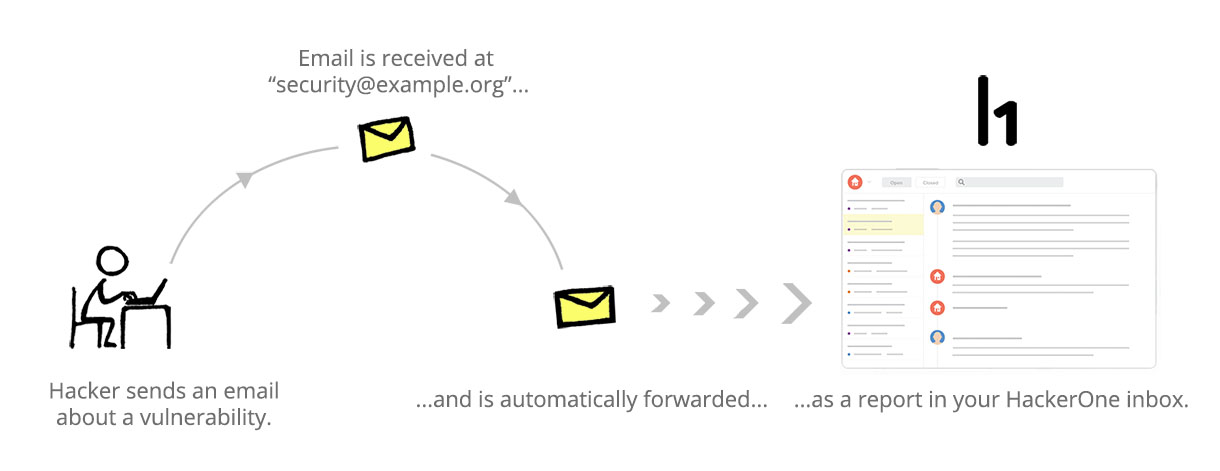 Email is received at
“security@example.org”...
h1
Open
Closed
Hacker sends an email
about a vulnerability.
...and is automatically forwarded...
...as a report in your HackerOne inbox.